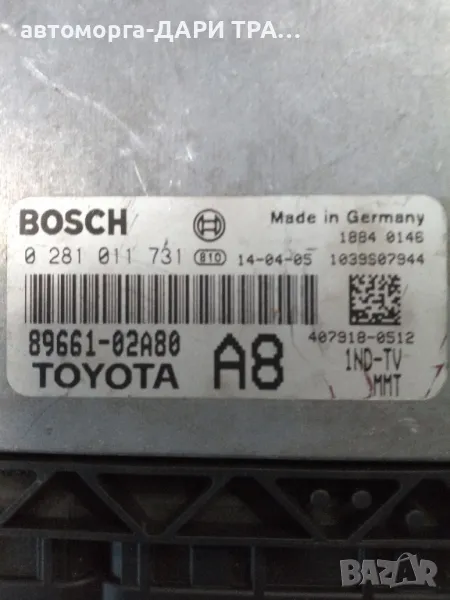 автоморга-ДАРИ ТРА...
BOSCH
Made in Germany
1884 0146
0 281 011 731 810 14-04-05 1039S07944
407918-0512
89661-02A80
A8
1ND-TV
TOYOTA
MMT
BAZAR